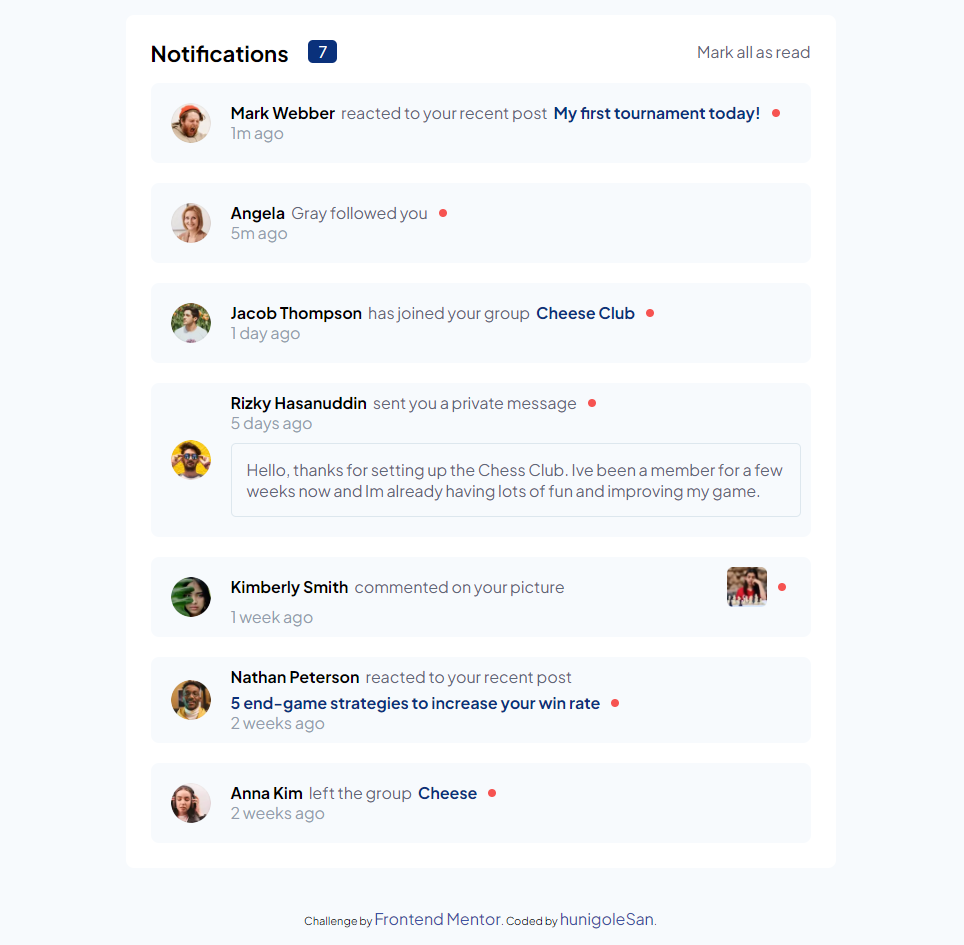 Notifications 7 Mark all as read
Mark Webber reacted to your recent post My first tournament today!
1m ago
Angela Gray followed you
5m ago
Jacob Thompson has joined your group Cheese Club
1 day ago
Rizky Hasanuddin sent you a private message
5 days ago
Hello, thanks for setting up the Chess Club. Ive been a member for a few
weeks now and Im already having lots of fun and improving my game.
Kimberly Smith commented on your picture
1 week ago
Nathan Peterson reacted to your recent post
5 end-game strategies to increase your win rate
2 weeks ago
Anna Kim left the group Cheese
2 weeks ago
Challenge by Frontend Mentor. Coded by hunigoleSan.